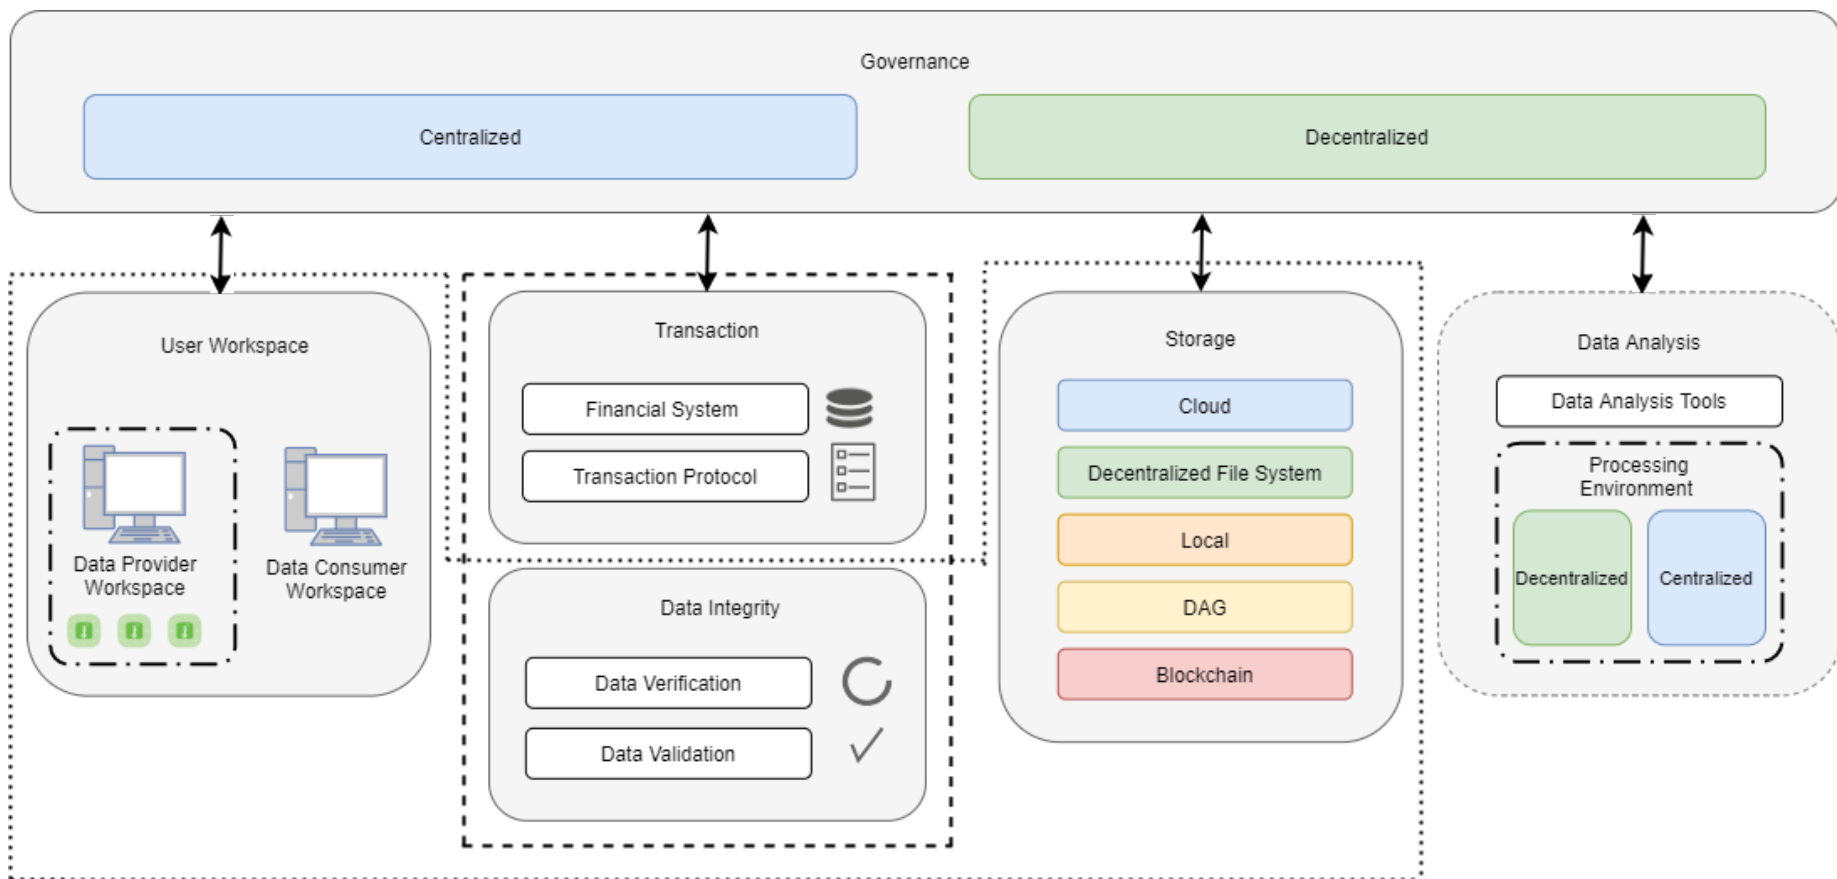 Governance
Centralized
Decentralized
User Workspace
Data Provider
Workspace
Data Consumer
Workspace
Transaction
Financial System
Transaction Protocol
Data Integrity
Data Verification
Data Validation
Storage
Cloud
Decentralized File System
Local
DAG
Blockchain
Data Analysis
Data Analysis Tools
Processing
Environment
Decentralized
Centralized